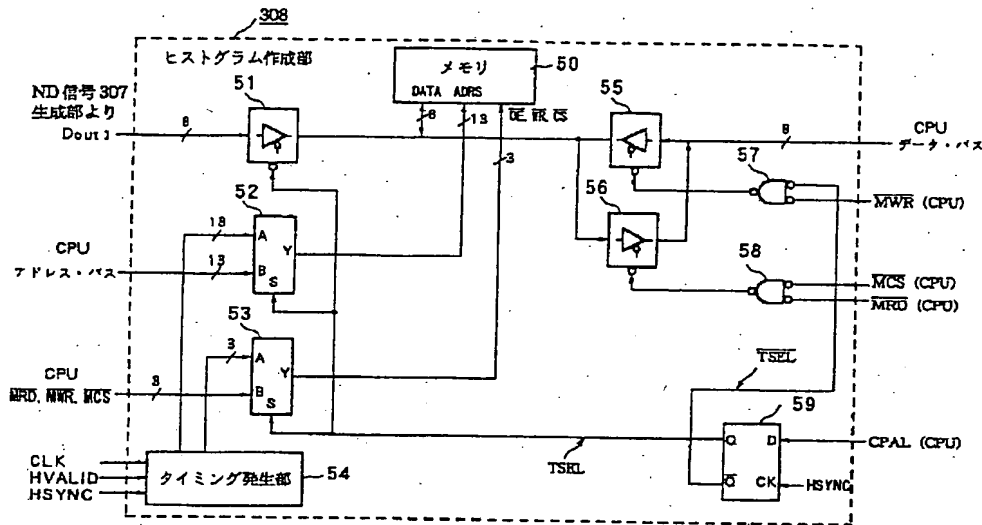 308
ヒストグラム作成部
メモリ
50
DATA ADRS
8
13
OE, WR, CS
3
ND信号307
生成部より
Dout1
8
51
55
8
CPU
データ・バス
57
MWR (CPU)
56
58
MCS (CPU)
MRD (CPU)
52
13
A
B
S
Y
CPU
アドレス・バス
13
53
3
A
B
S
Y
CPU
MRD, MWR, MCS
3
TSEL
59
Q
D
CPAL (CPU)
Q
CK
HSYNC
TSEL
CLK
HVALID
HSYNC
タイミング発生部
54